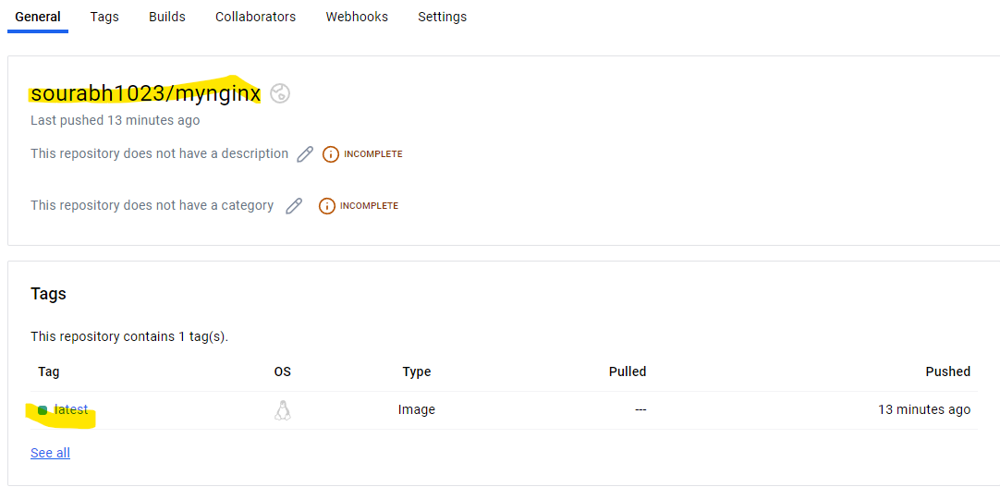 General Tags Builds Collaborators Webhooks Settings
sourabh1023/mynginx
Last pushed 13 minutes ago
This repository does not have a description INCOMPLETE
This repository does not have a category INCOMPLETE
Tags
This repository contains 1 tag(s).
Tag OS Type Pulled Pushed
latest Image --- 13 minutes ago
See all